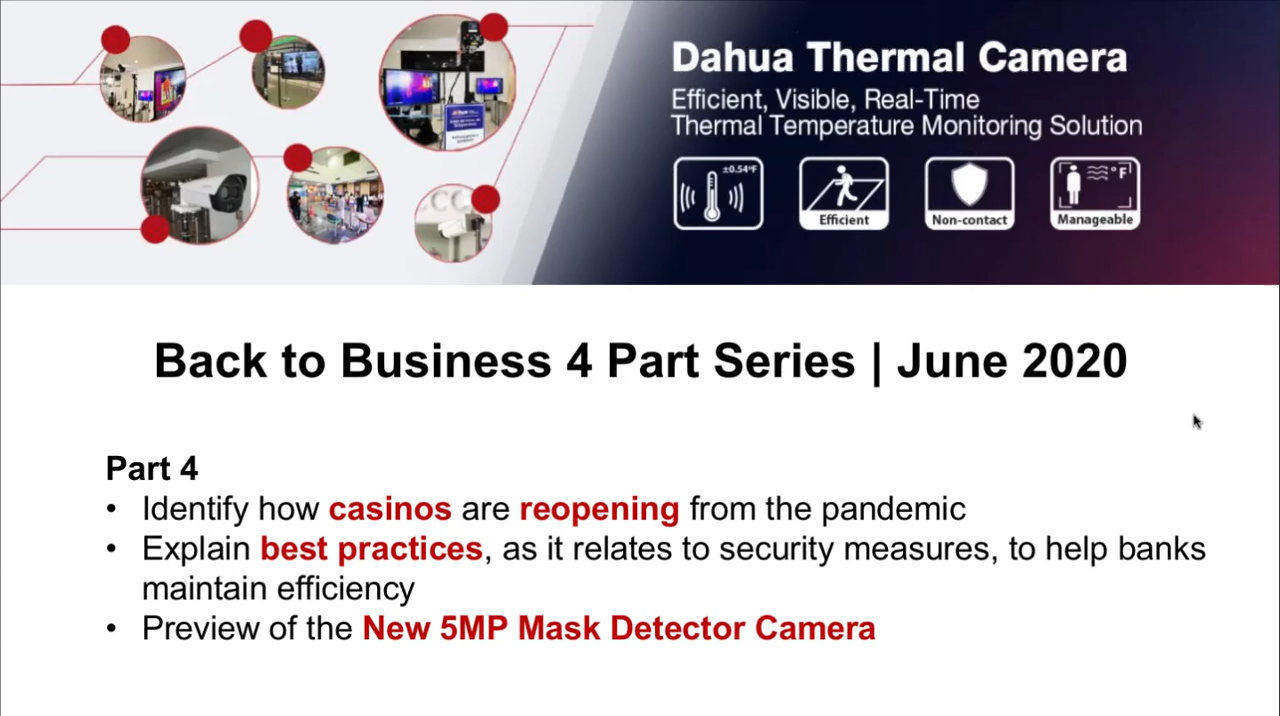 Dahua Thermal Camera
Efficient, Visible, Real-Time
Thermal Temperature Monitoring Solution
±0.54°F
Efficient
Non-contact
°F
Manageable
Back to Business 4 Part Series | June 2020
Part 4
• Identify how casinos are reopening from the pandemic
• Explain best practices, as it relates to security measures, to help banks
maintain efficiency
• Preview of the New 5MP Mask Detector Camera